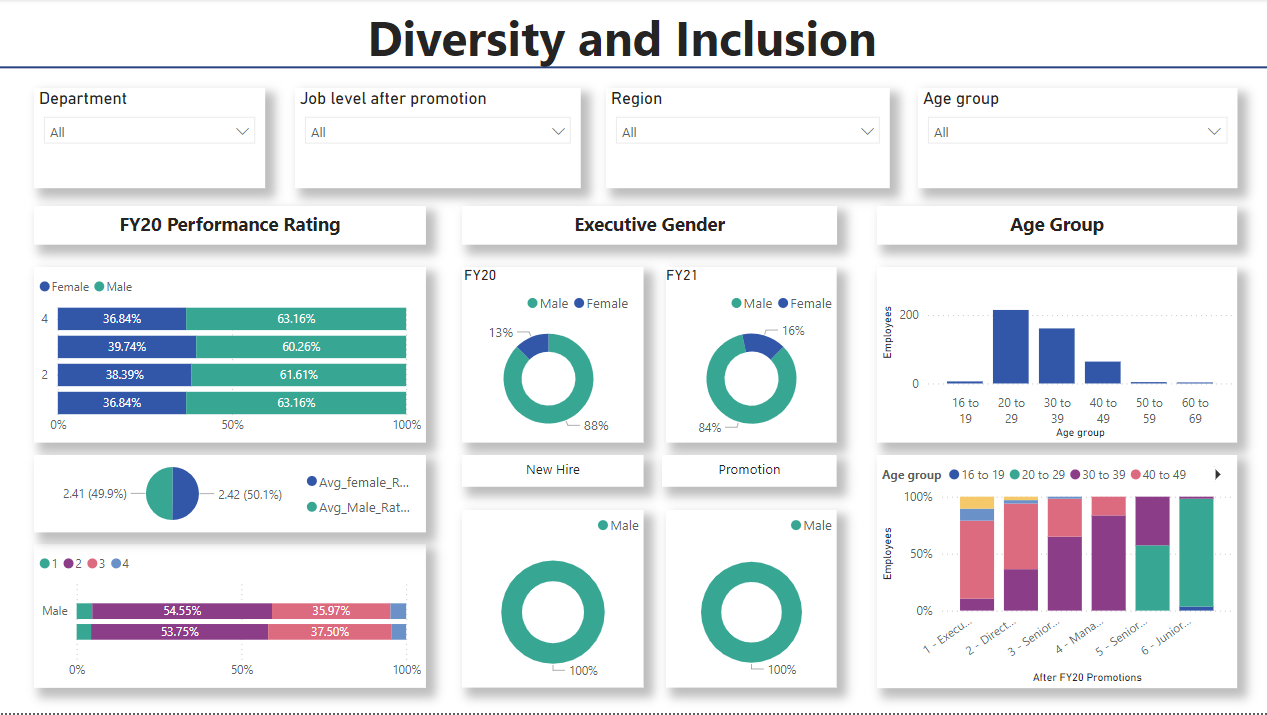 Diversity and Inclusion
Department
All
Job level after promotion
All
Region
All
Age group
All
FY20 Performance Rating
Executive Gender
Age Group
Female Male
4
36.84% 63.16%
39.74% 60.26%
2
38.39% 61.61%
36.84% 63.16%
0% 50% 100%
2.41 (49.9%)
2.42 (50.1%)
Avg_female_R...
Avg_Male_Rat...
1 2 3 4
Male
54.55% 35.97%
53.75% 37.50%
0% 50% 100%
FY20
Male Female
13%
88%
FY21
Male Female
16%
84%
New Hire
Male
100%
Promotion
Male
100%
Employees
200
0
16 to 19
20 to 29
30 to 39
40 to 49
50 to 59
60 to 69
Age group
Age group 16 to 19 20 to 29 30 to 39 40 to 49
Employees
100%
50%
0%
1 - Execu...
2 - Direct...
3 - Senior...
4 - Mana...
5 - Senior...
6 - Junior...
After FY20 Promotions